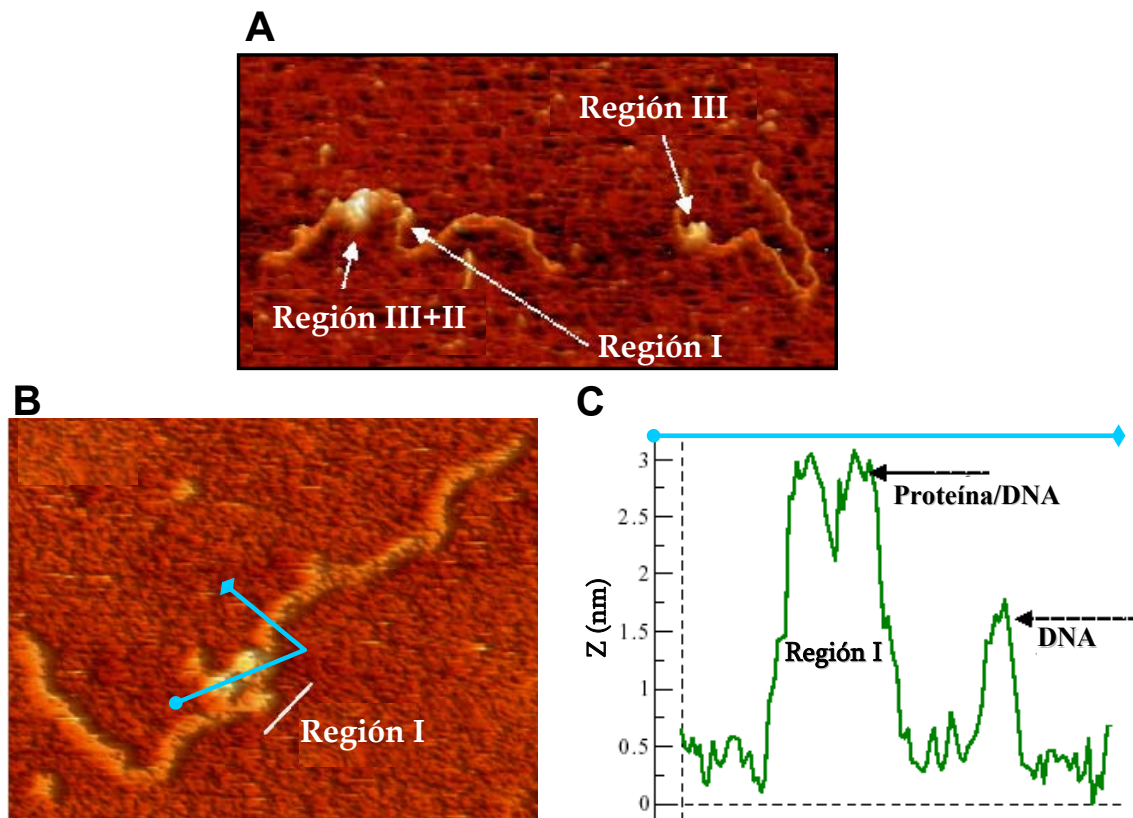 A
Región III
Región III+II
Región I
B
Región I
C
3
2.5
2
1.5
1
0.5
0
Z (nm)
Proteína/DNA
DNA
Región I